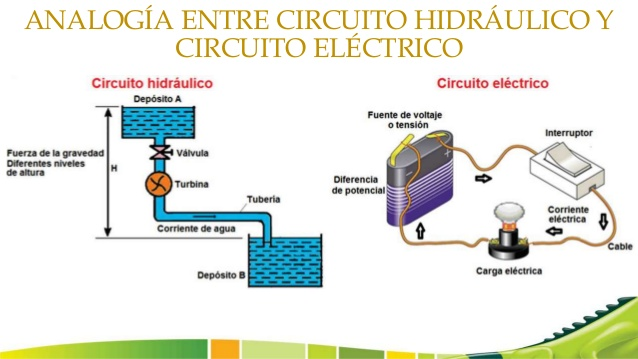 ANALOGÍA ENTRE CIRCUITO HIDRÁULICO Y
CIRCUITO ELÉCTRICO
Circuito hidráulico
Depósito A
Fuerza de la gravedad
Diferentes niveles
de altura
H
Válvula
Turbina
Tubería
Corriente de agua
Depósito B
Circuito eléctrico
Fuente de voltaje
o tensión
Interruptor
Diferencia
de potencial
Corriente
eléctrica
Cable
Carga eléctrica